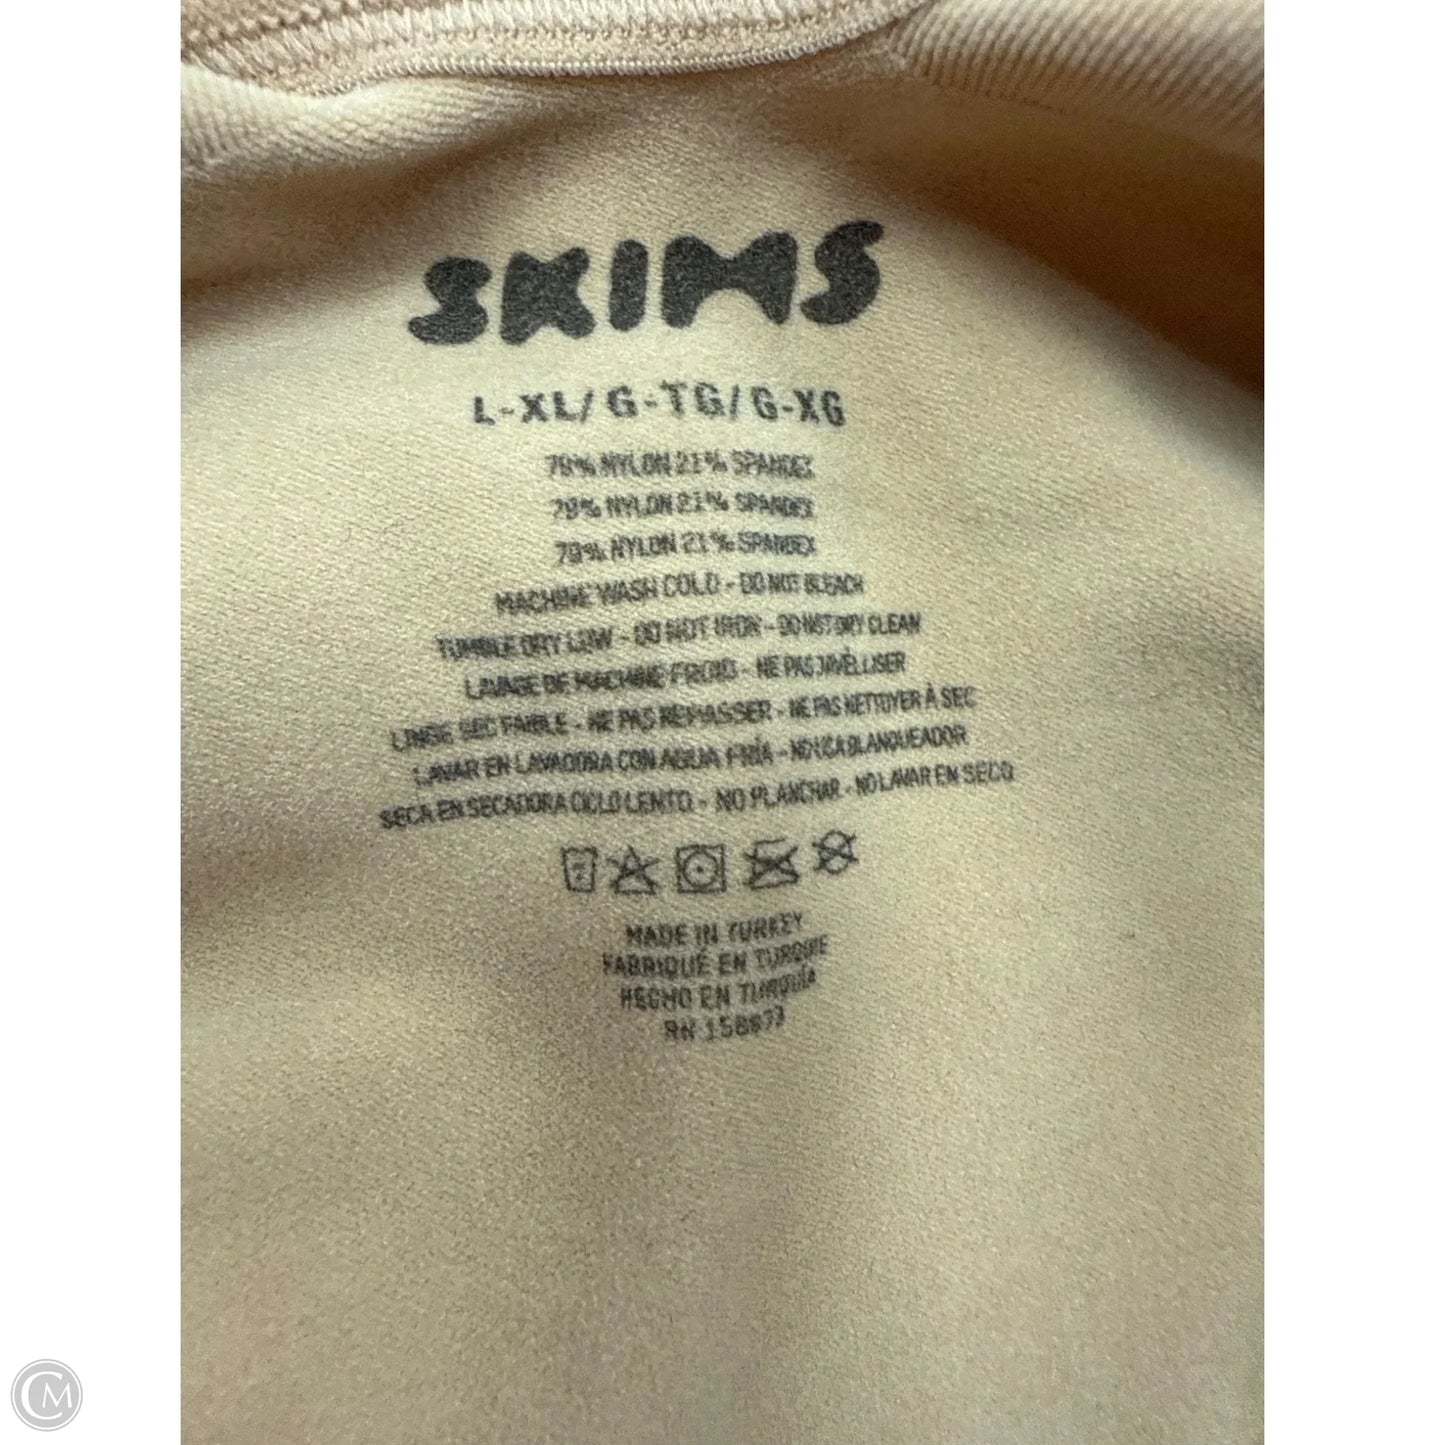 SKIMS
L-XL/ G-TG/ G-XG
79% NYLON 21% SPANDEX
79% NYLON 21% SPANDEX
79% NYLON 21% SPANDEX
MACHINE WASH COLD - DO NOT BLEACH
TUMBLE DRY LOW - DO NOT IRON - DO NOT DRY CLEAN
LAVAGE DE MACHINE FROID - NE PAS JAVÉLLISER
LINGE SEC FAIBLE - NE PAS REPASSER - NE PAS NETTOYER À SEC
LAVAR EN LAVADORA CON AGUA FRÍA - NO USA BLANQUEADOR
SECA EN SECADORA CICLO LENTO - NO PLANCHAR - NO LAVAR EN SECO
MADE IN TURKEY
FABRIQUÉ EN TURQUIE
HECHO EN TURQUÍA
RN
CM